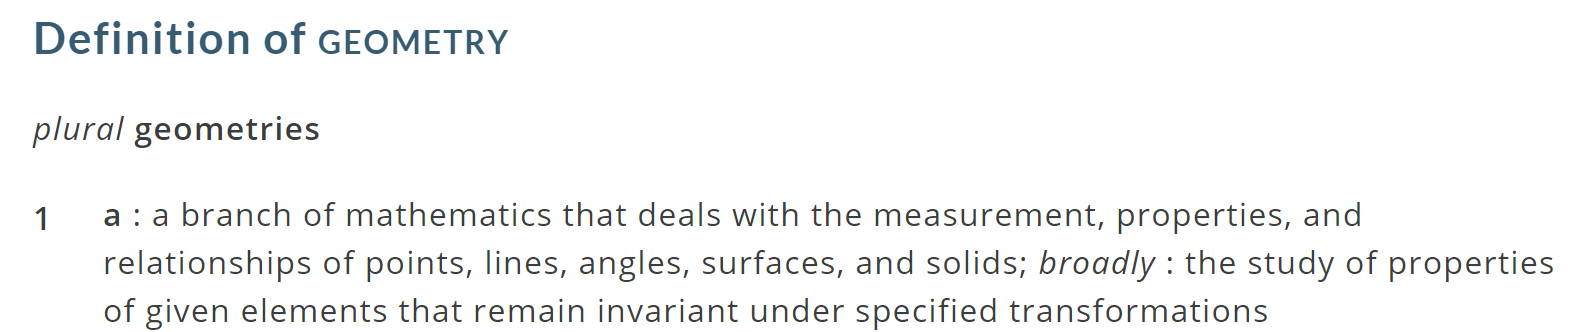 Definition of GEOMETRY
plural geometries
1 a : a branch of mathematics that deals with the measurement, properties, and
relationships of points, lines, angles, surfaces, and solids; broadly : the study of properties
of given elements that remain invariant under specified transformations